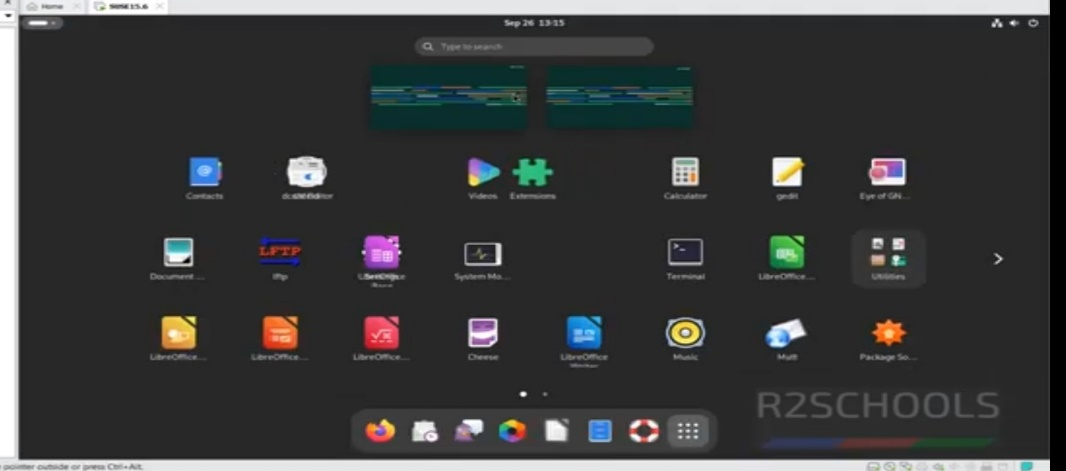 Home
SUSE15.6
Sep 26 13:15
Type to search
Contacts
Videos
Extensions
Calculator
gedit
Eye of GN...
Document ...
LFTP
lftp
System Mo...
Terminal
LibreOffice...
Utilities
LibreOffice...
LibreOffice...
LibreOffice...
Cheese
LibreOffice
Writer
Music
Mutt
Package So...
R2SCHOOLS
pointer outside or press Ctrl+Alt.